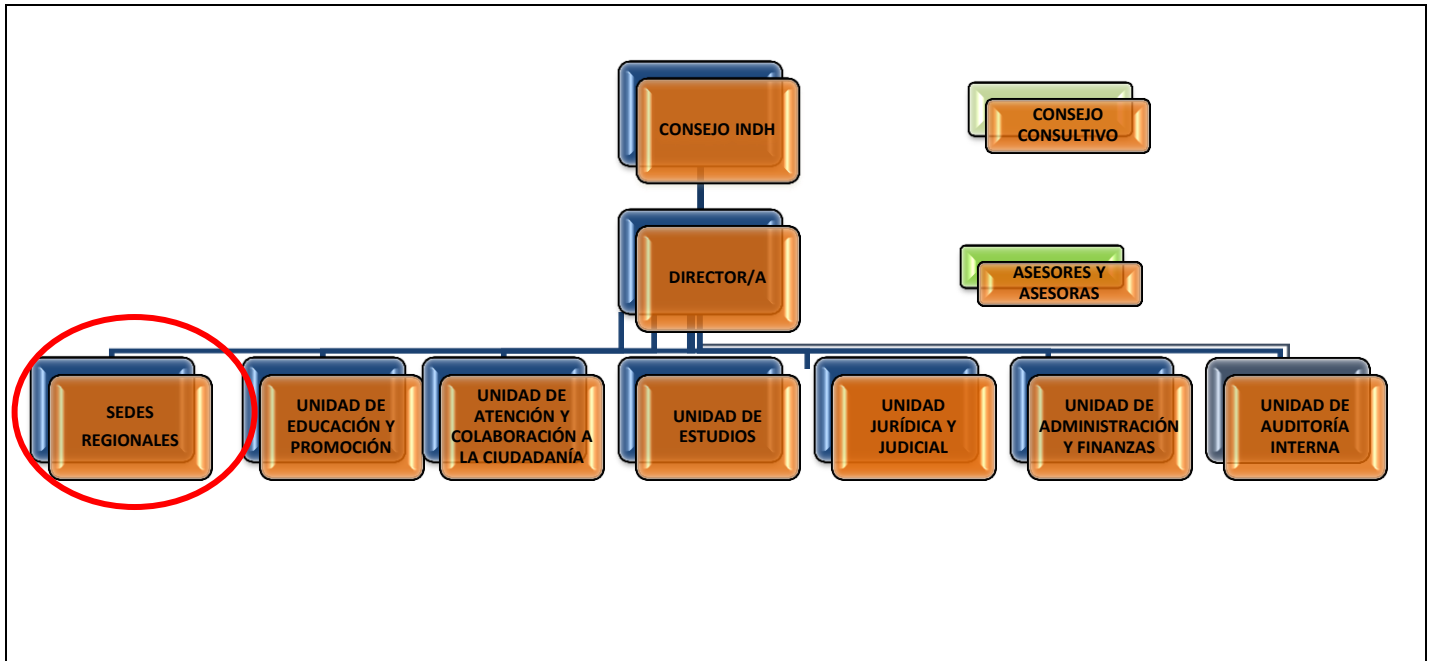 CONSEJO INDH
CONSEJO
CONSULTIVO
DIRECTOR/A
ASESORES Y
ASESORAS
SEDES
REGIONALES
UNIDAD DE
EDUCACIÓN Y
PROMOCIÓN
UNIDAD DE
ATENCIÓN Y
COLABORACIÓN A
LA CIUDADANÍA
UNIDAD DE
ESTUDIOS
UNIDAD
JURÍDICA Y
JUDICIAL
UNIDAD DE
ADMINISTRACIÓN
Y FINANZAS
UNIDAD DE
AUDITORÍA
INTERNA